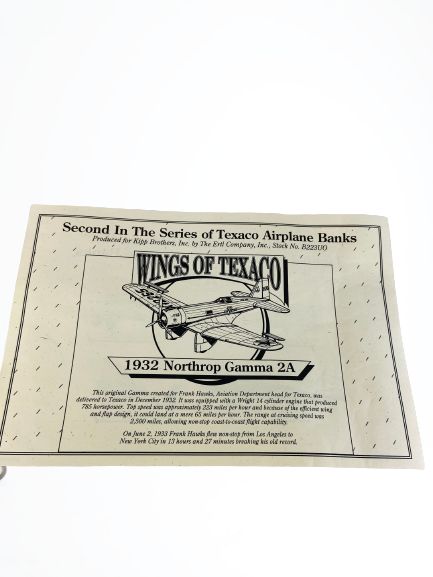 Second In The Series of Texaco Airplane Banks
Produced for Kipp Brothers, Inc. by The Ertl Company, Inc., Stock No. B223UO
WINGS OF TEXACO
1932 Northrop Gamma 2A
This original Gamma created for Frank Hawks, Aviation Department head for Texaco, was
delivered to Texaco in December 1932. It was equipped with a Wright 14 cylinder engine that produced
785 horsepower. Top speed was approximately 223 miles per hour and because of the efficient wing
and flap design, it could land at a mere 65 miles per hour. The range at cruising speed was
2,500 miles, allowing non-stop coast-to-coast flight capability.
On June 2, 1933 Frank Hawks flew non-stop from Los Angeles to
New York City in 13 hours and 27 minutes breaking his old record.